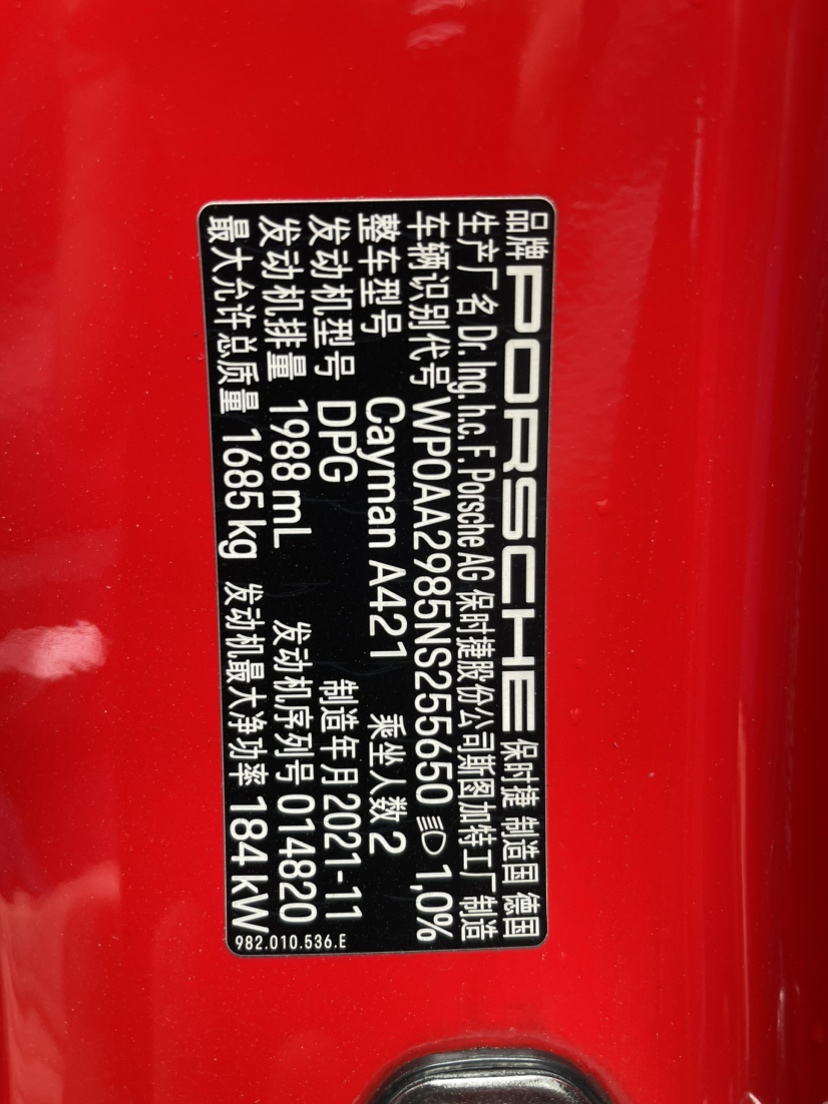 品牌 PORSCHE 保时捷 制造国 德国
生产厂名 Dr. Ing. h.c. F. Porsche AG 保时捷股份公司斯图加特工厂 制造
车辆识别代号 WP0AA2985NS255650 1,0%
整车型号 Cayman A421 乘坐人数 2
发动机型号 DPG 制造年月 2021-11
发动机排量 1988 mL 发动机序列号 014820
最大允许总质量 1685 kg 发动机最大净功率 184 kW
982.010.536.E